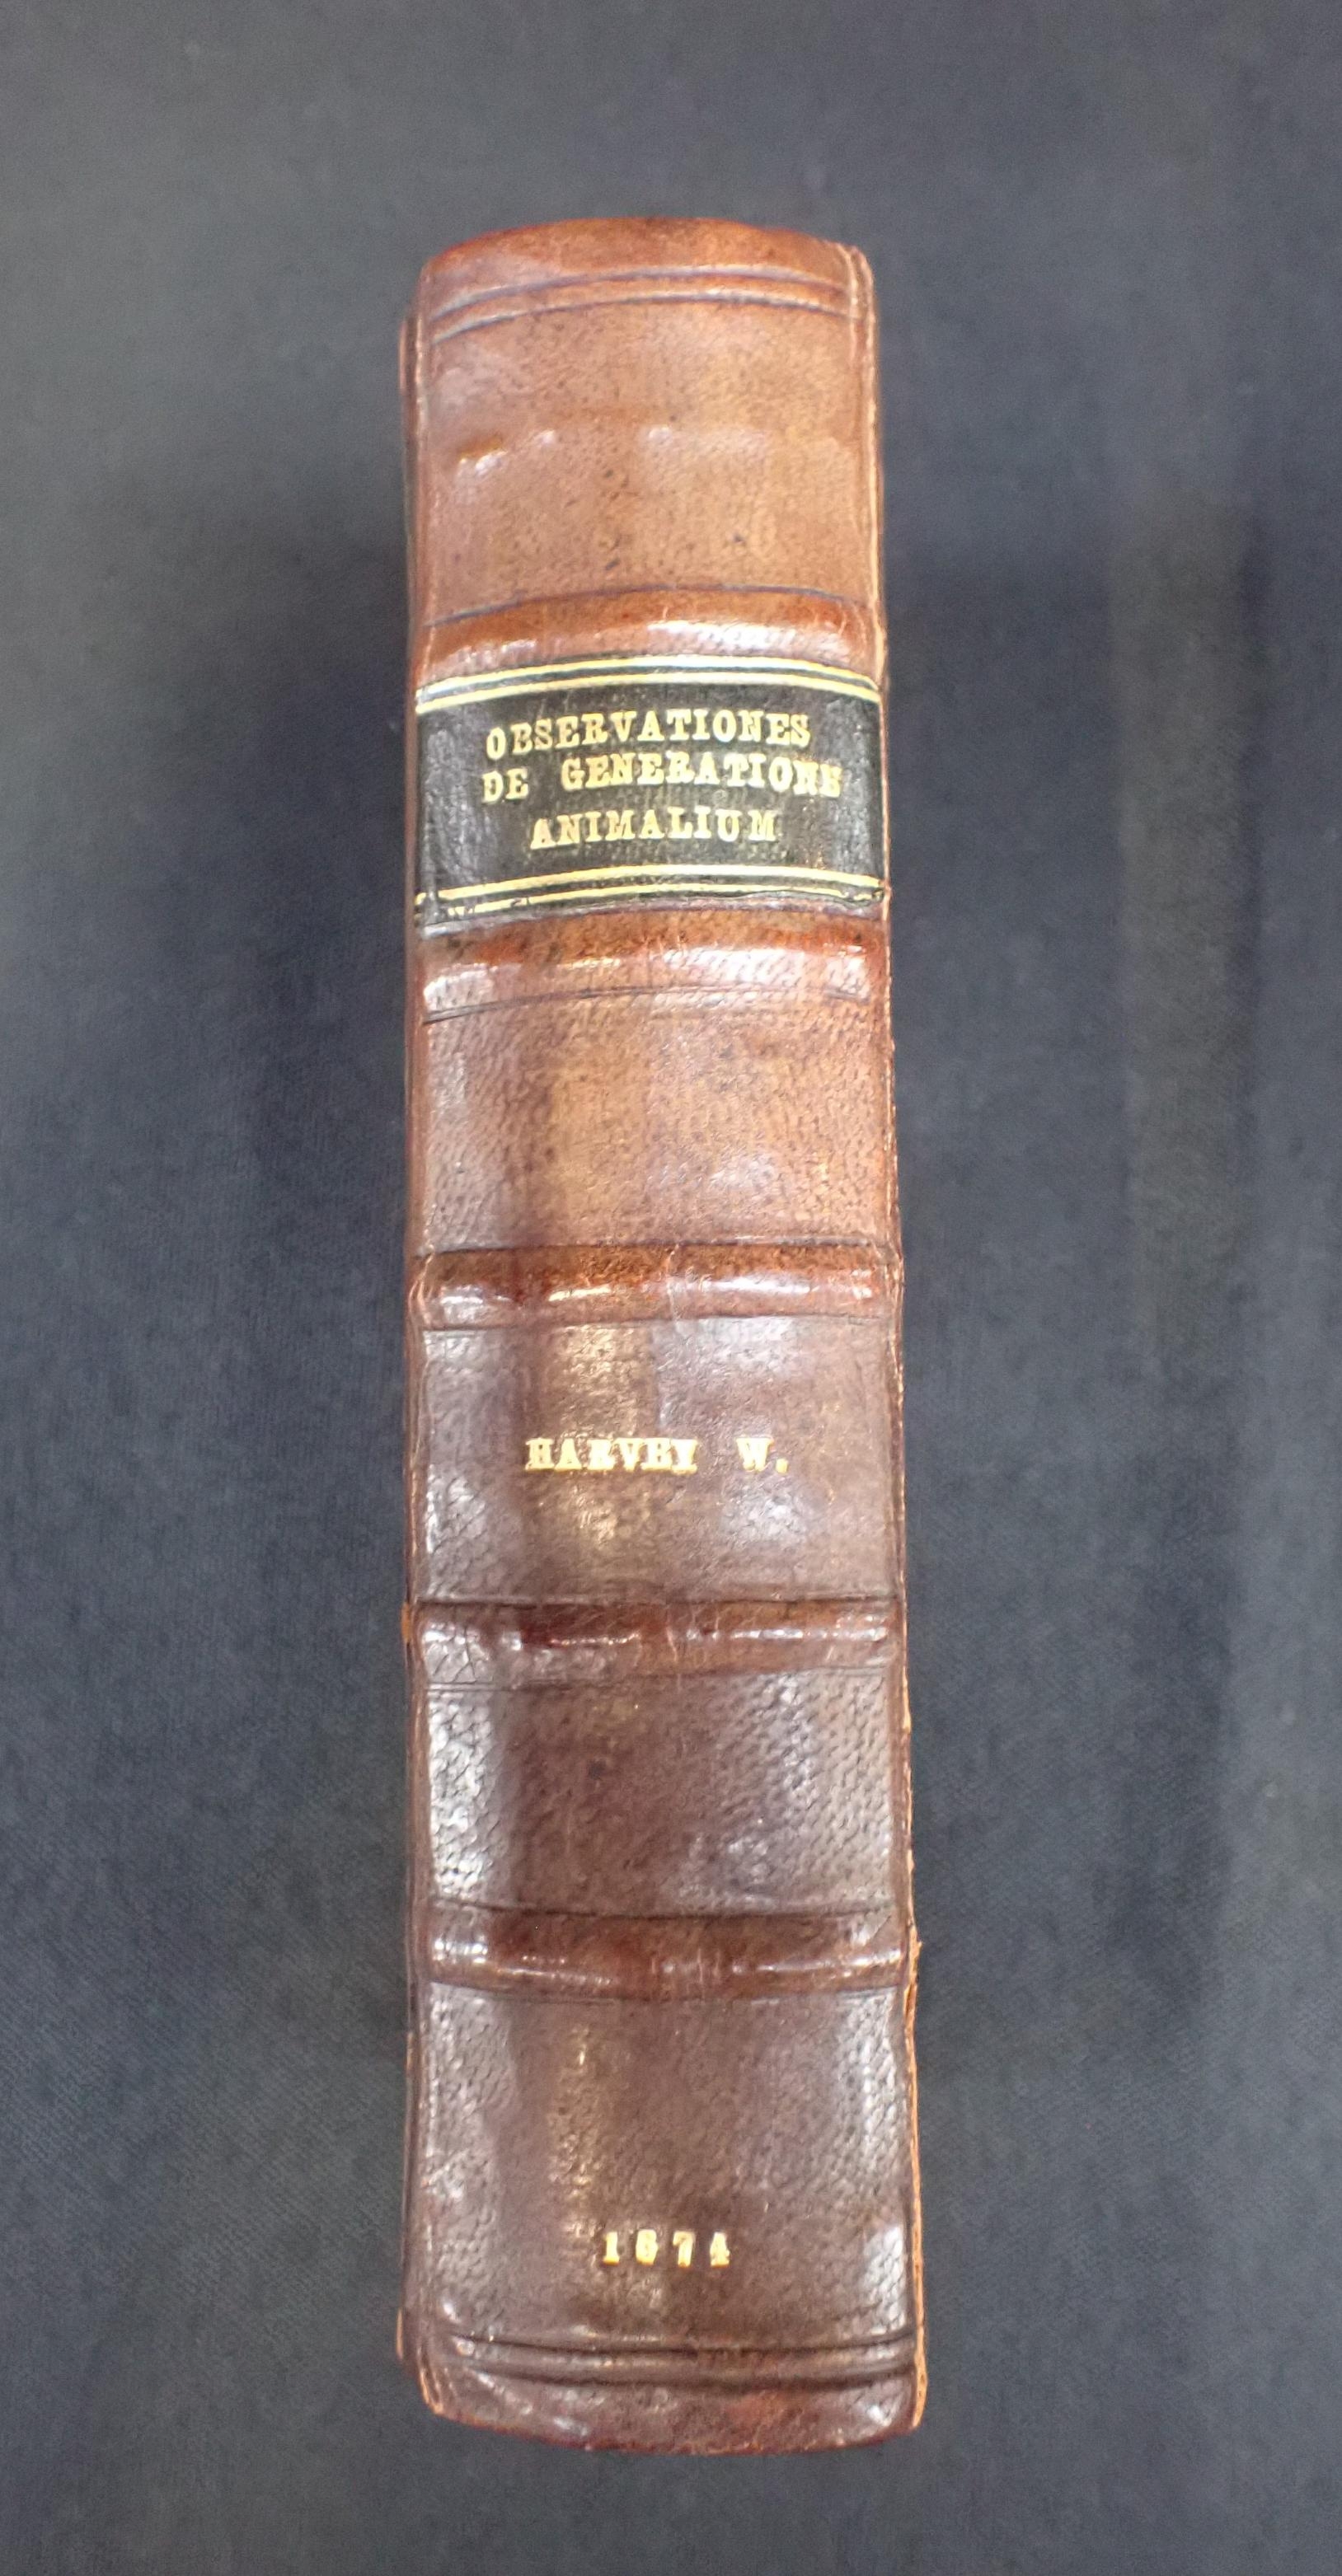 OBSERVATIONES
DE GENERATIONE
ANIMALIUM
HARVEY W.
1674